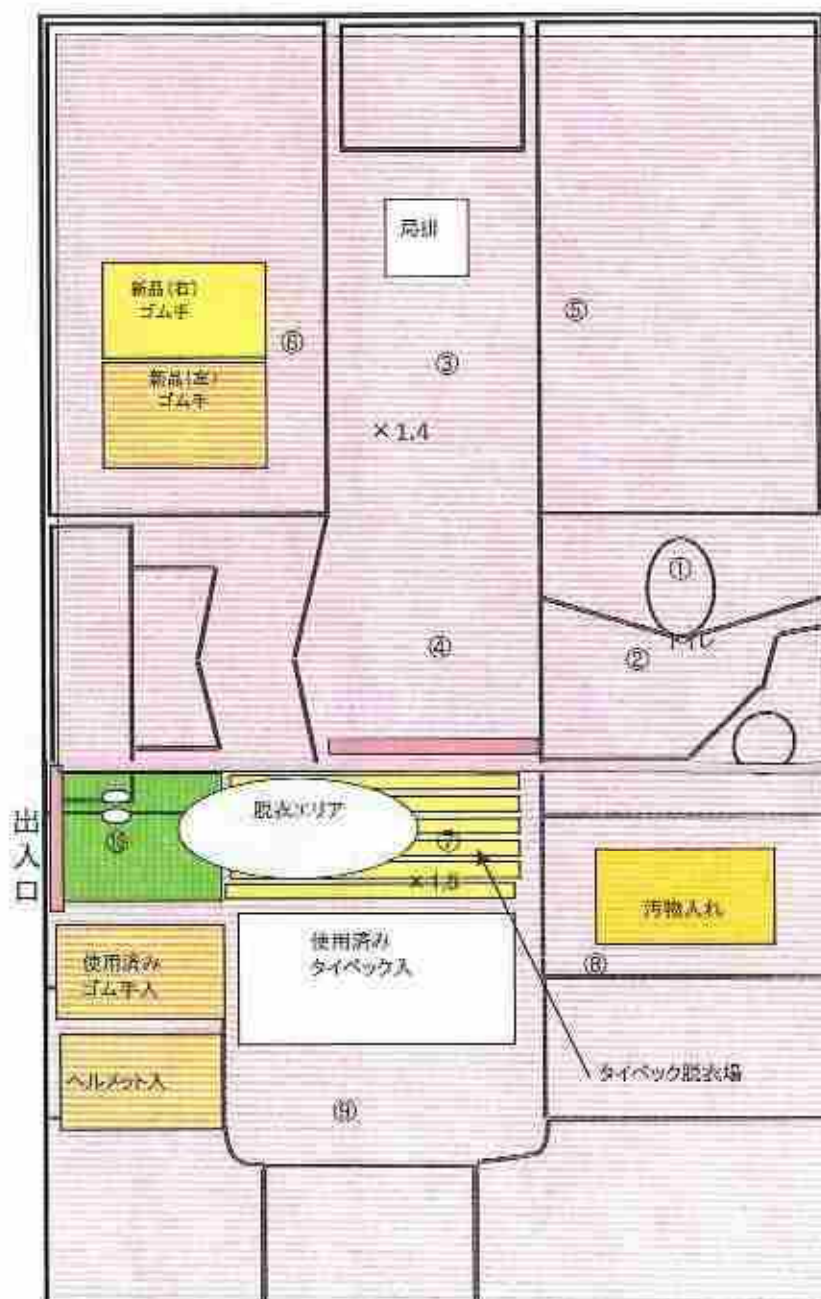 局排
新品(右)
ゴム手
新品(左)
ゴム手
⑥
⑤
③
×1.4
①
トイレ
②
④
出入口
脱衣エリア
⑦
⑩
×1.8
汚物入れ
使用済み
ゴム手入
使用済み
タイベック入
⑧
ヘルメット入
タイベック脱衣場
⑨